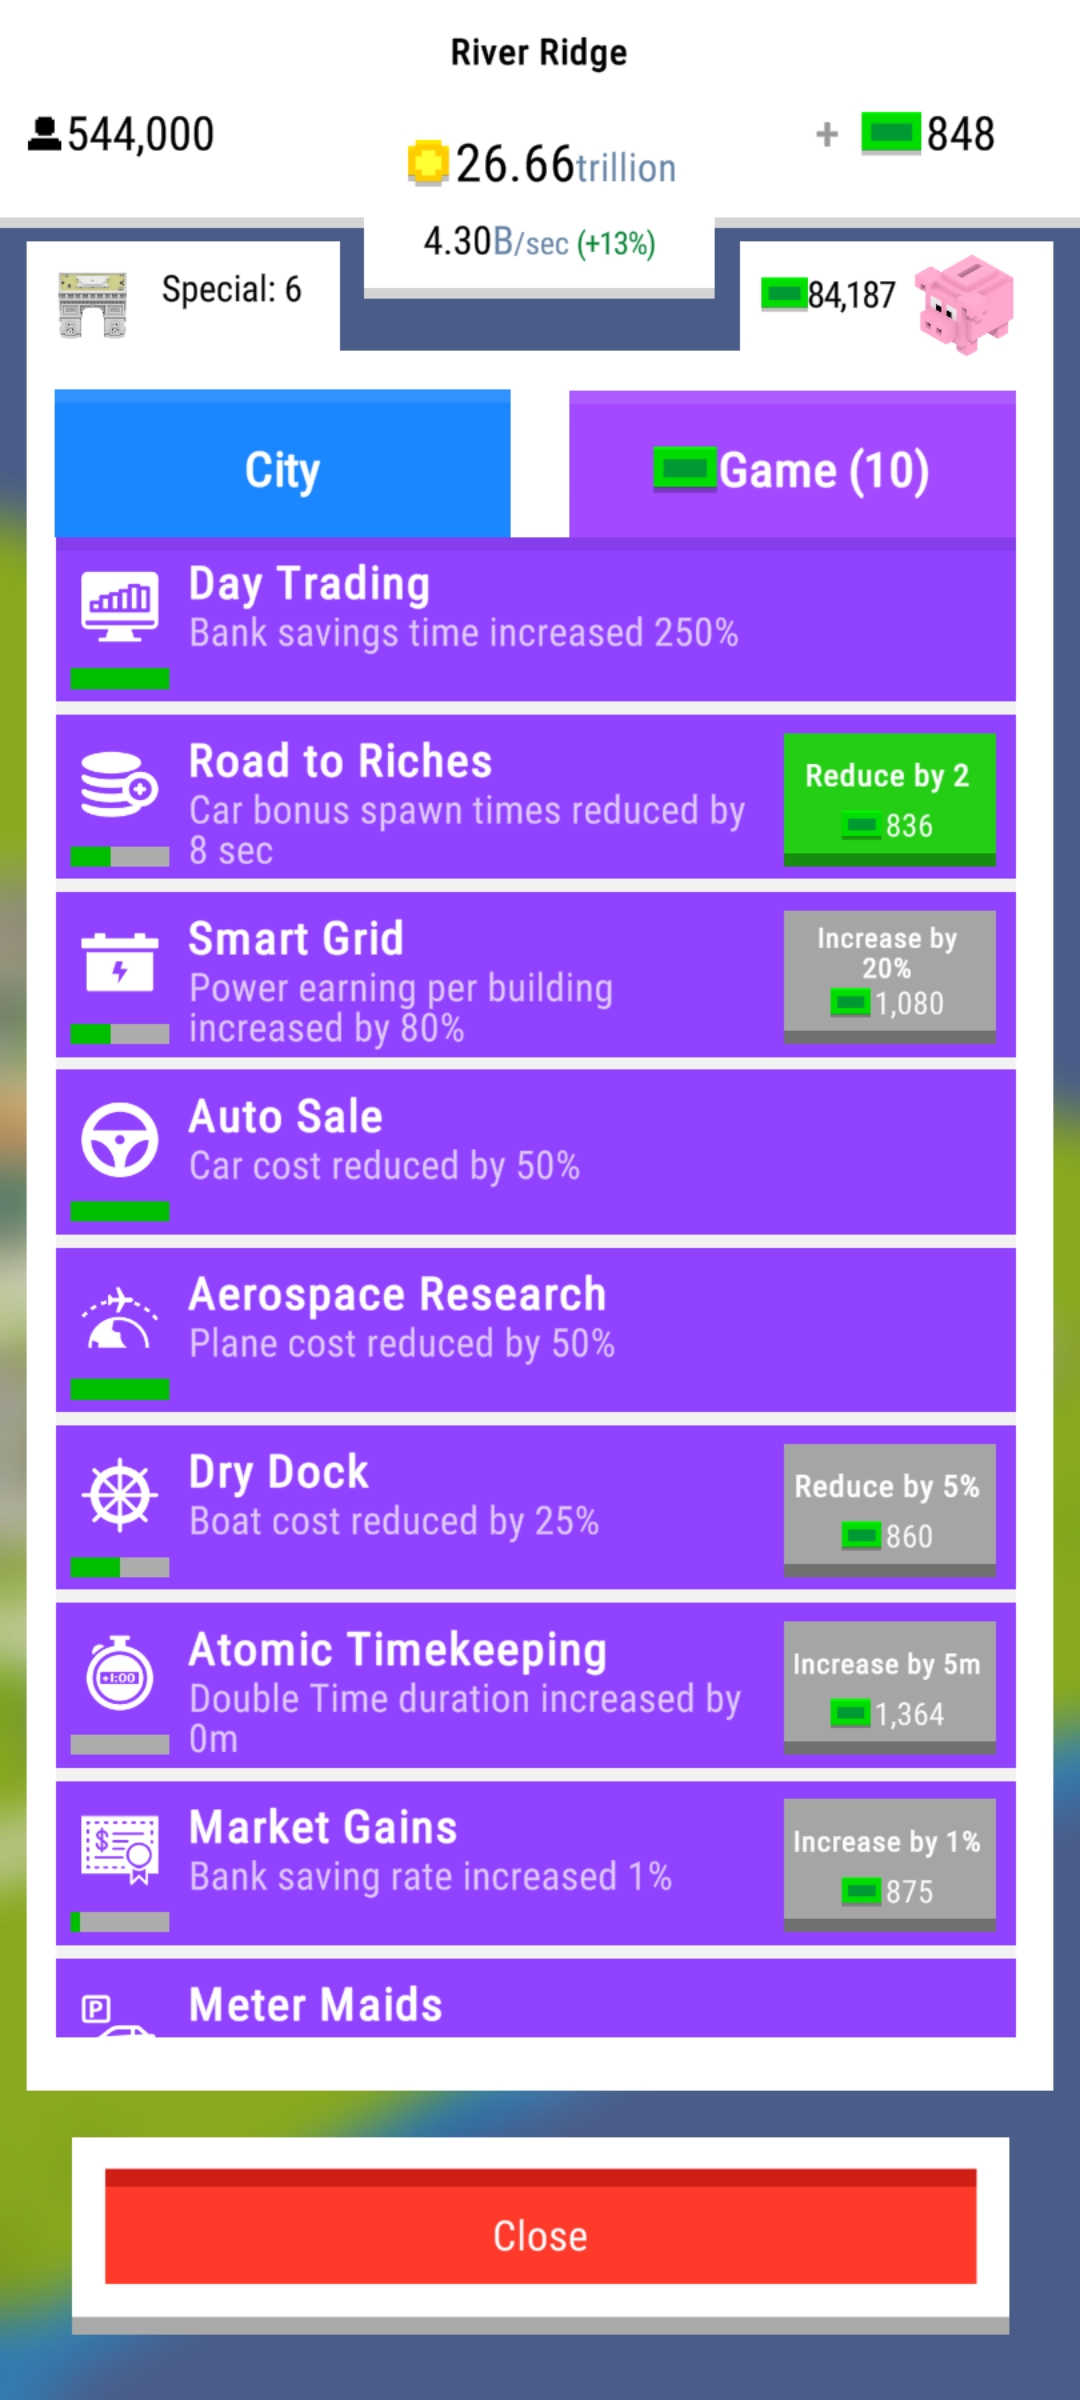 River Ridge
544,000
26.66trillion
+ 848
4.30B/sec (+13%)
Special: 6
84,187
City
Game (10)
Day Trading
Bank savings time increased 250%
Road to Riches
Car bonus spawn times reduced by
8 sec
Reduce by 2
836
Smart Grid
Power earning per building
increased by 80%
Increase by
20%
1,080
Auto Sale
Car cost reduced by 50%
Aerospace Research
Plane cost reduced by 50%
Dry Dock
Boat cost reduced by 25%
Reduce by 5%
860
+1:00
Atomic Timekeeping
Double Time duration increased by
0m
Increase by 5m
1,364
$
Market Gains
Bank saving rate increased 1%
Increase by 1%
875
P
Meter Maids
Close